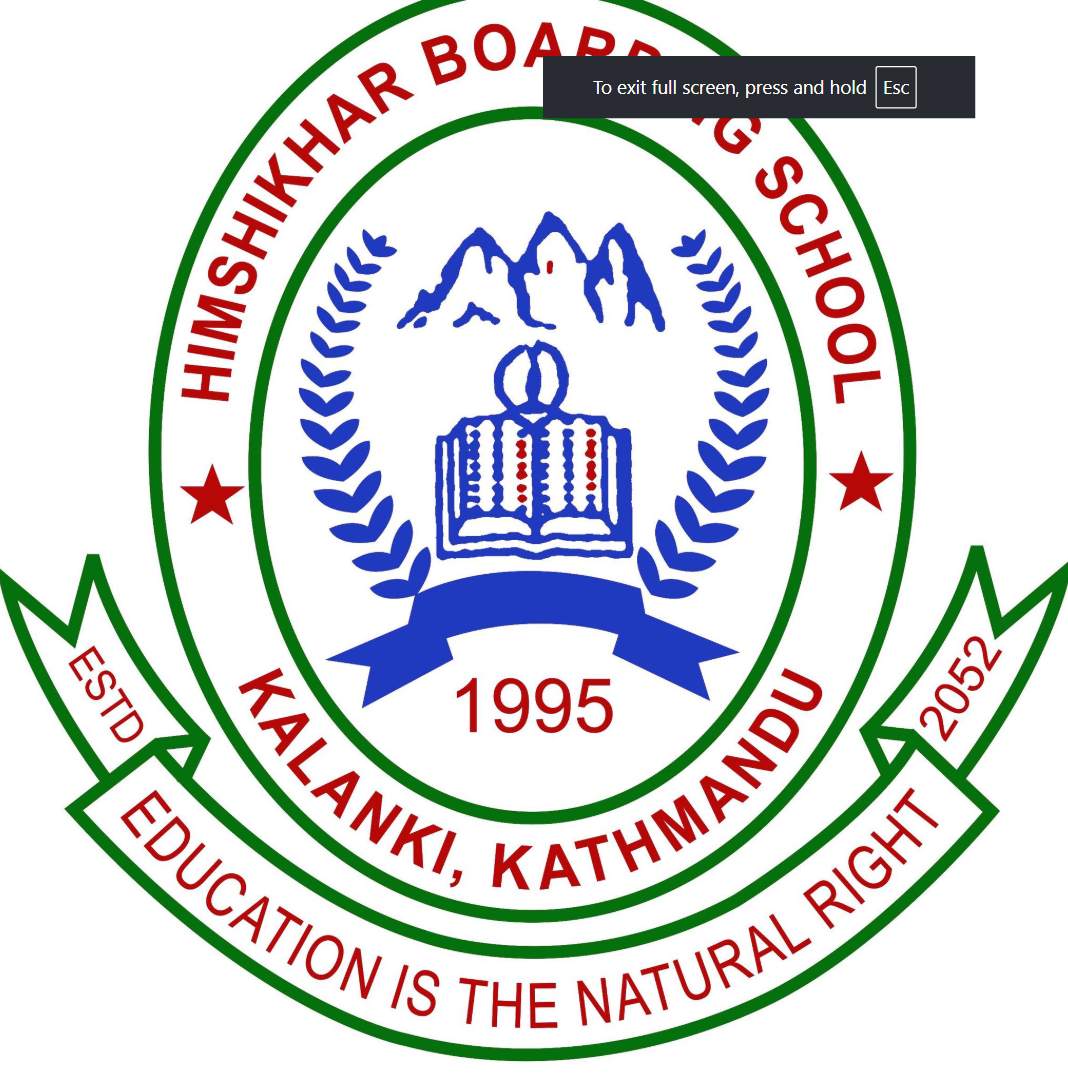 To exit full screen, press and hold Esc
HIMSHIKHAR BOARDING SCHOOL
1995
KALANKI, KATHMANDU
ESTD
2052
EDUCATION IS THE NATURAL RIGHT